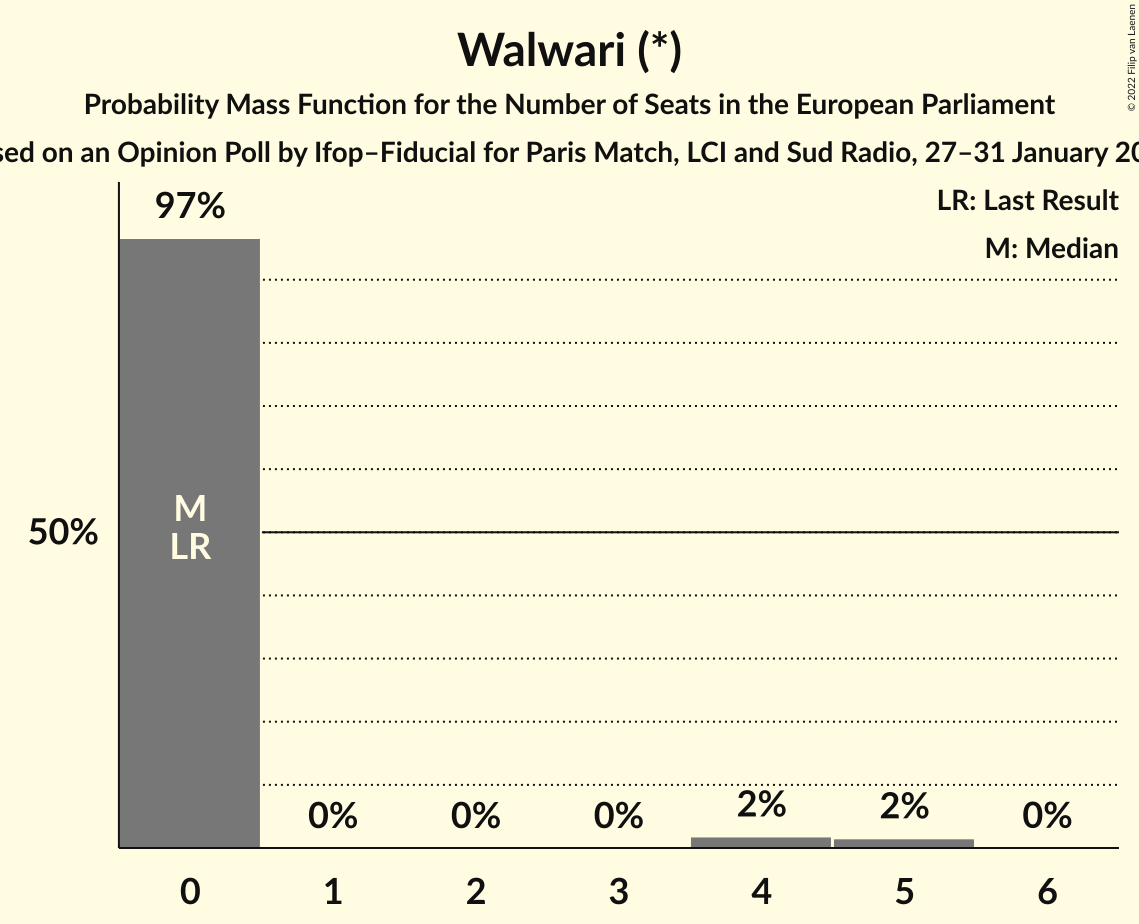 Walwari (*)
Probability Mass Function for the Number of Seats in the European Parliament
on an Opinion Poll by Ifop–Fiducial for Paris Match, LCI and Sud Radio, 27–31 January
© 2022 Filip van Laenen
LR: Last Result
M: Median
97%
M
LR
50%
0%
0%
0%
2%
2%
0%
0
1
2
3
4
5
6